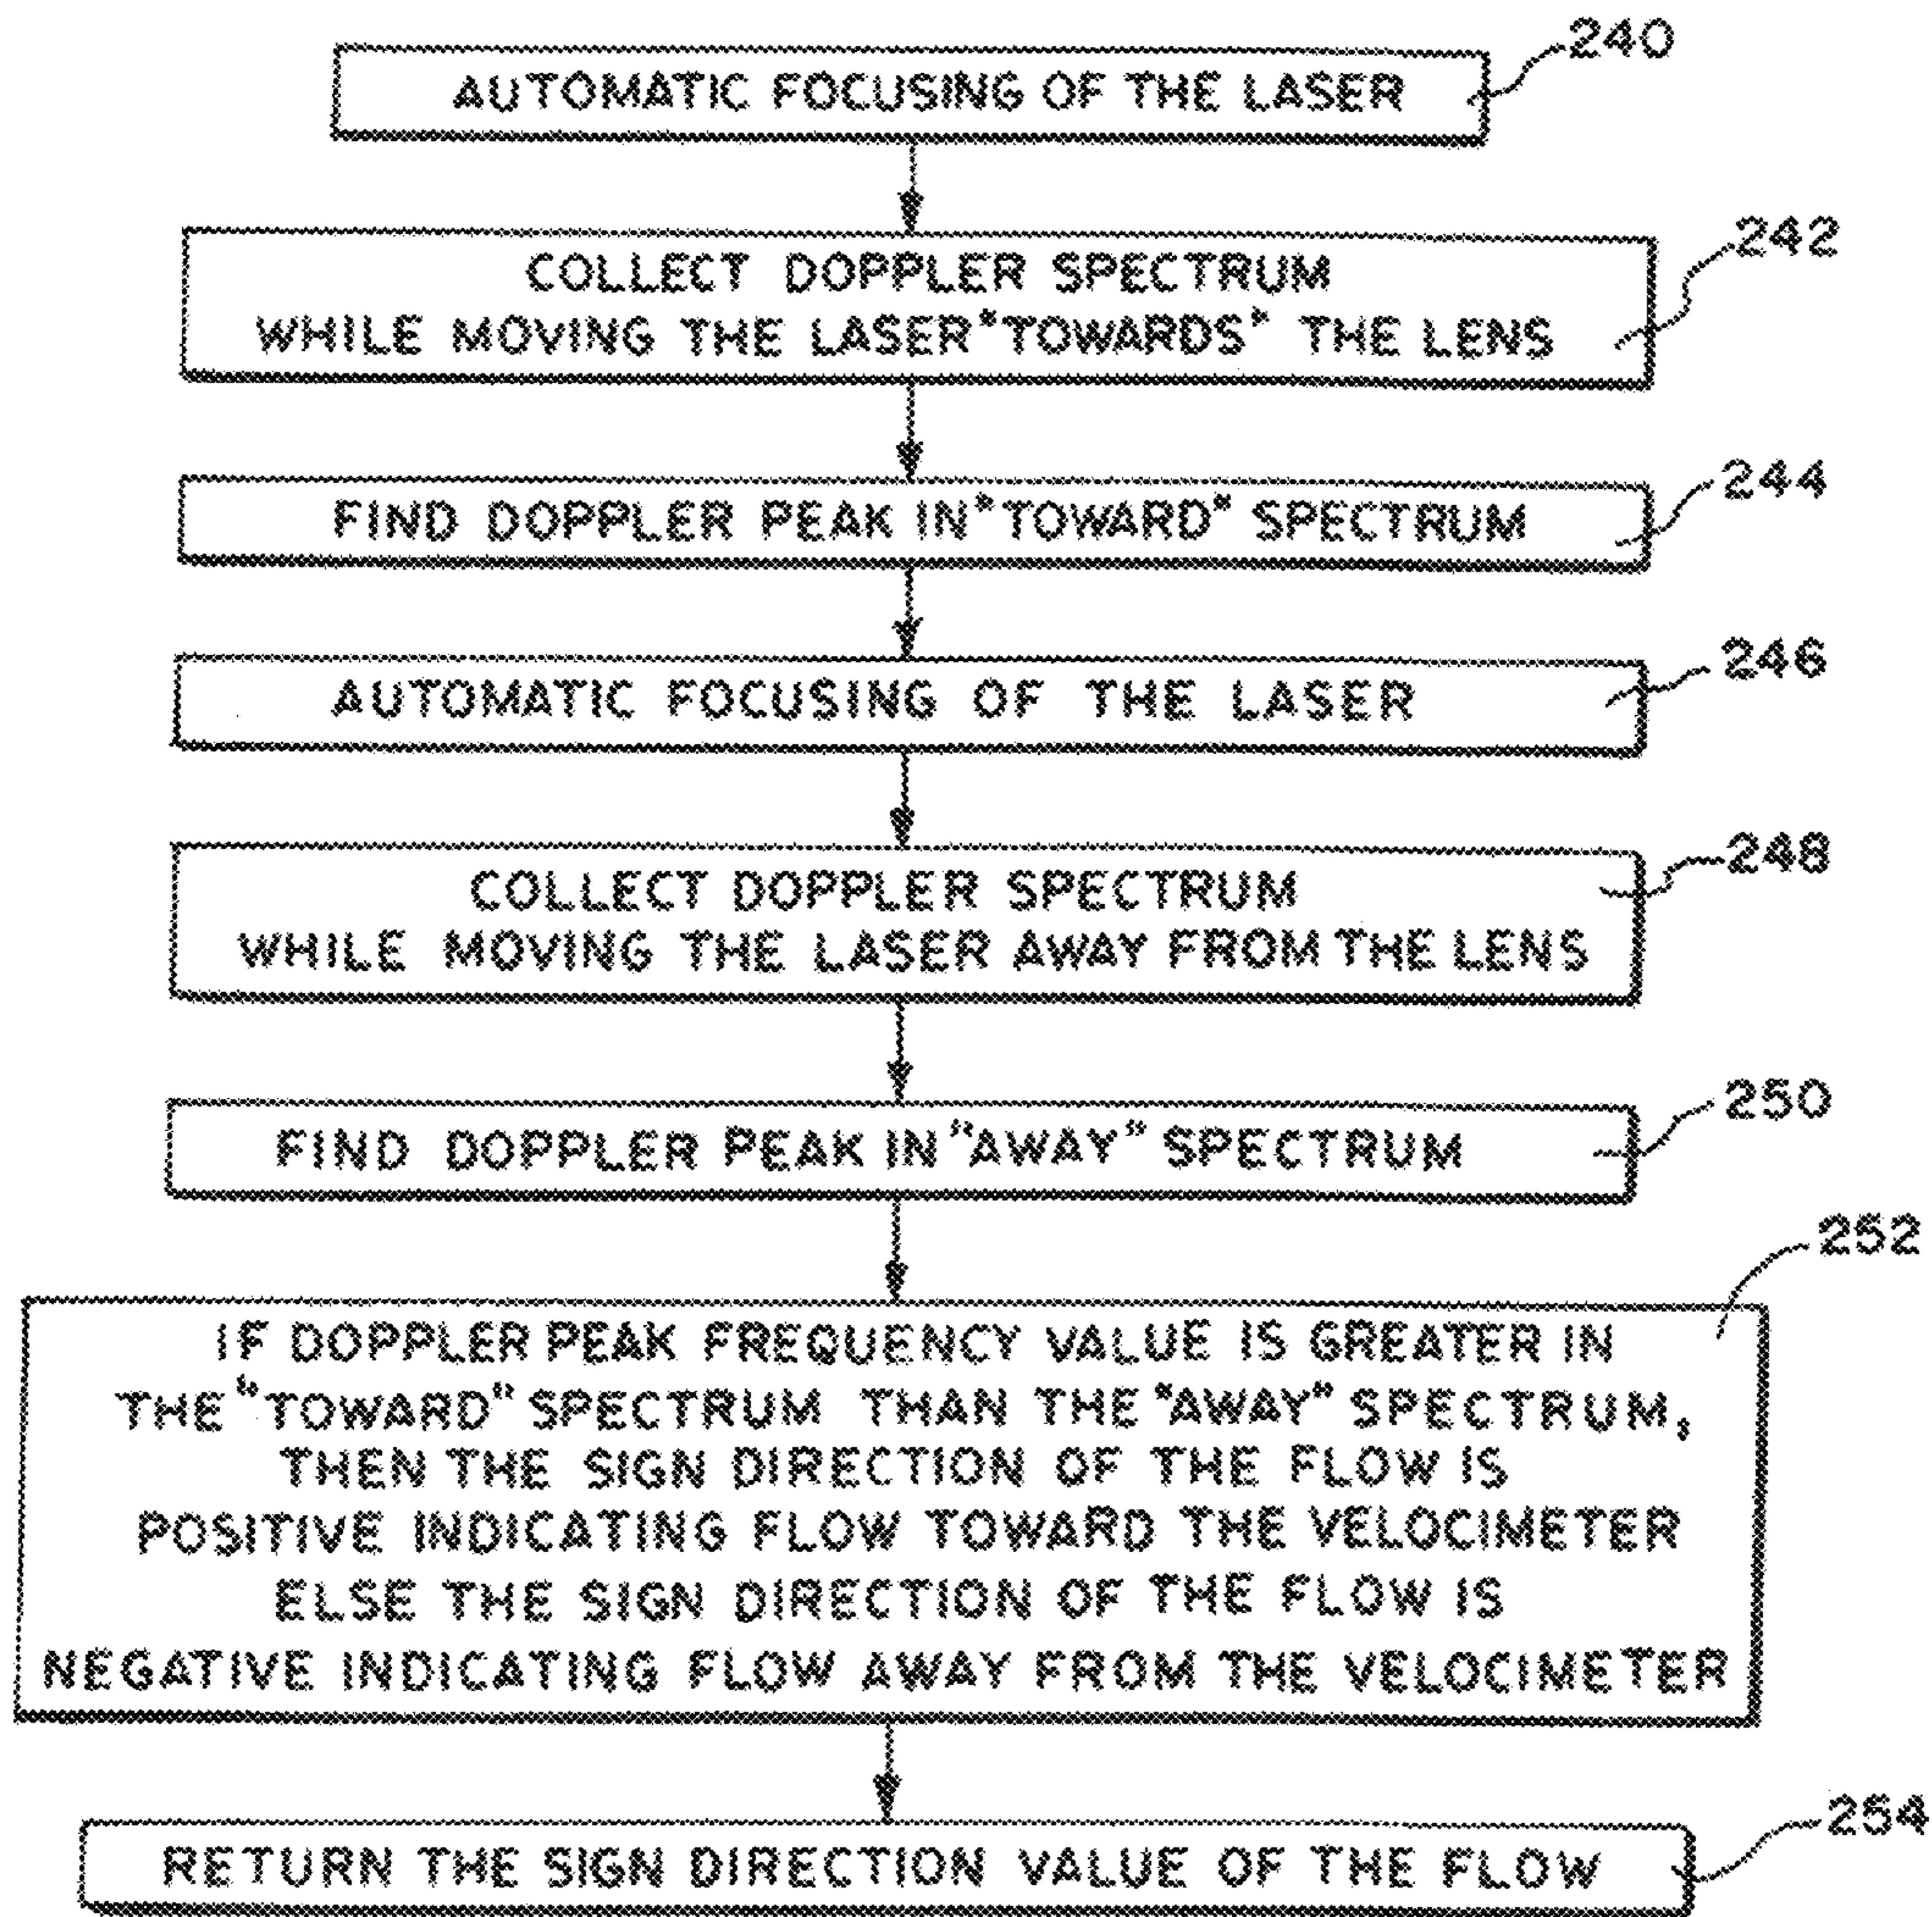 AUTOMATIC FOCUSING OF THE LASER
240
COLLECT DOPPLER SPECTRUM
WHILE MOVING THE LASER "TOWARDS" THE LENS
242
FIND DOPPLER PEAK IN "TOWARD" SPECTRUM
244
AUTOMATIC FOCUSING OF THE LASER
246
COLLECT DOPPLER SPECTRUM
WHILE MOVING THE LASER AWAY FROM THE LENS
248
FIND DOPPLER PEAK IN "AWAY" SPECTRUM
250
252
IF DOPPLER PEAK FREQUENCY VALUE IS GREATER IN
THE "TOWARD" SPECTRUM THAN THE "AWAY" SPECTRUM,
THEN THE SIGN DIRECTION OF THE FLOW IS
POSITIVE INDICATING FLOW TOWARD THE VELOCIMETER
ELSE THE SIGN DIRECTION OF THE FLOW IS
NEGATIVE INDICATING FLOW AWAY FROM THE VELOCIMETER
RETURN THE SIGN DIRECTION VALUE OF THE FLOW
254